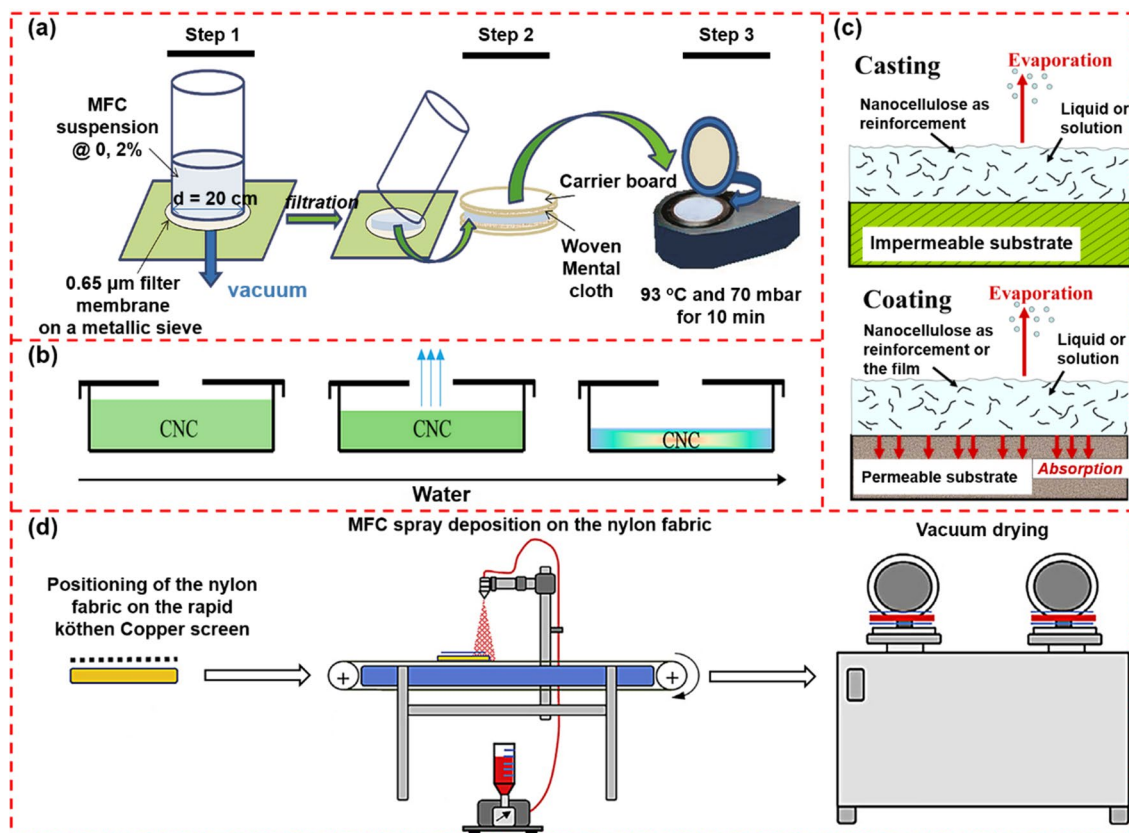 (a)
Step 1
Step 2
Step 3
MFC
suspension
@ 0, 2%
d = 20 cm
0.65 µm filter
membrane
on a metallic sieve
vacuum
filtration
Carrier board
Woven
Mental
cloth
93 °C and 70 mbar
for 10 min
(b)
CNC
CNC
CNC
Water
(c)
Casting
Evaporation
Nanocellulose as
reinforcement
Liquid or
solution
Impermeable substrate
Coating
Evaporation
Nanocellulose as
reinforcement or
the film
Liquid or
solution
Permeable substrate
Absorption
(d)
MFC spray deposition on the nylon fabric
Vacuum drying
Positioning of the nylon
fabric on the rapid
köthen Copper screen
+
+